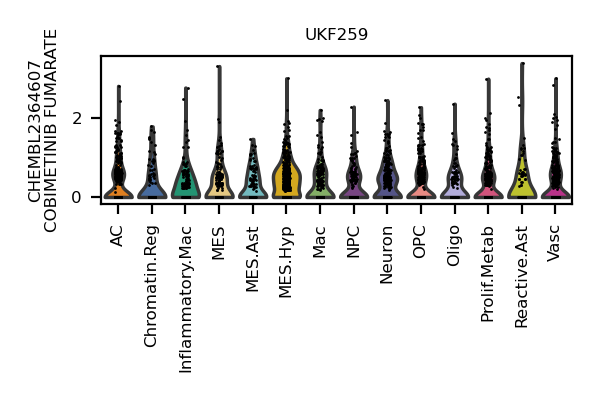 UKF259
CHEMBL2364607
COBIMETINIB FUMARATE
2
0
AC
Chromatin.Reg
Inflammatory.Mac
MES
MES.Ast
MES.Hyp
Mac
NPC
Neuron
OPC
Oligo
Prolif.Metab
Reactive.Ast
Vasc